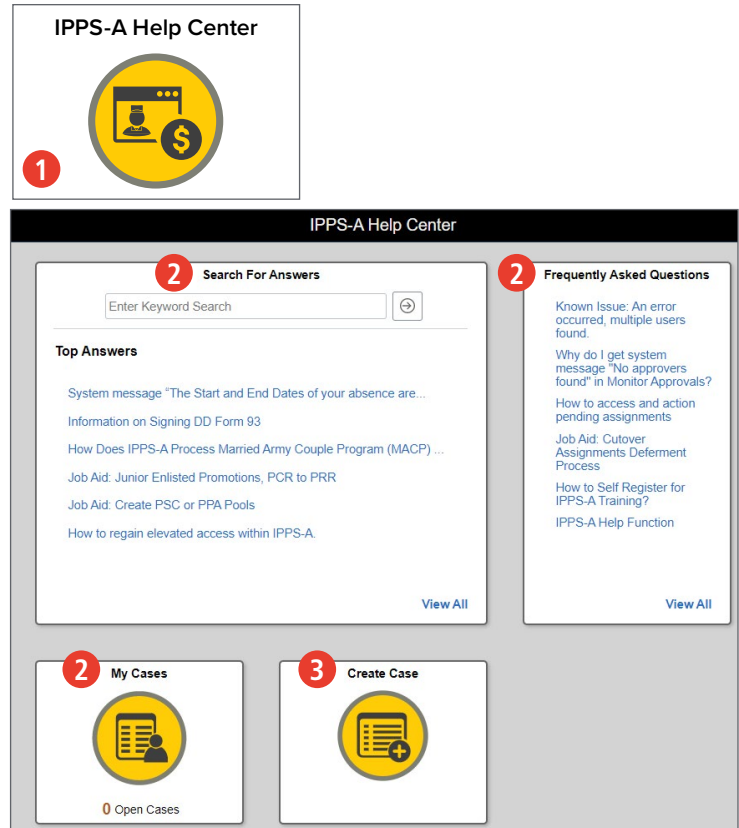 IPPS-A Help Center
$
1
IPPS-A Help Center
2 Search For Answers
Enter Keyword Search
Top Answers
System message “The Start and End Dates of your absence are...
Information on Signing DD Form 93
How Does IPPS-A Process Married Army Couple Program (MACP) ...
Job Aid: Junior Enlisted Promotions, PCR to PRR
Job Aid: Create PSC or PPA Pools
How to regain elevated access within IPPS-A.
View All
2 Frequently Asked Questions
Known Issue: An error
occurred, multiple users
found.
Why do I get system
message "No approvers
found" in Monitor Approvals?
How to access and action
pending assignments
Job Aid: Cutover
Assignments Deferment
Process
How to Self Register for
IPPS-A Training?
IPPS-A Help Function
View All
2 My Cases
0 Open Cases
3 Create Case